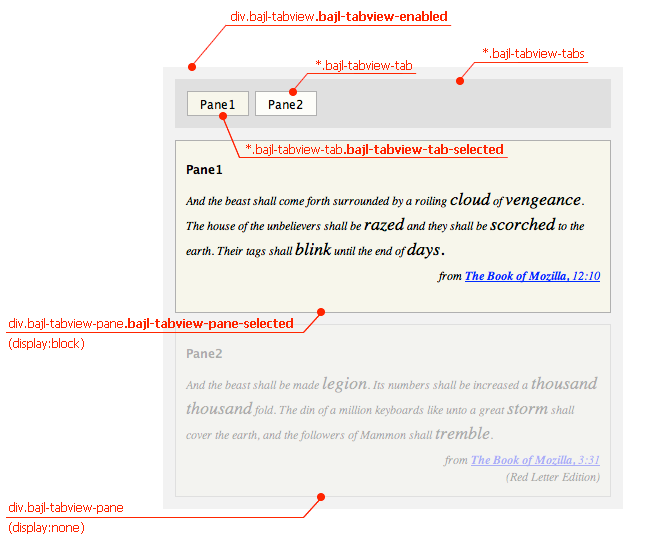 div.bajl-tabview.bajl-tabview-enabled
*.bajl-tabview-tabs
*.bajl-tabview-tab
Pane1 Pane2
*.bajl-tabview-tab.bajl-tabview-tab-selected
Pane1
And the beast shall come forth surrounded by a roiling cloud of vengeance.
The house of the unbelievers shall be razed and they shall be scorched to the
earth. Their tags shall blink until the end of days.
from The Book of Mozilla, 12:10
div.bajl-tabview-pane.bajl-tabview-pane-selected
(display:block)
Pane2
And the beast shall be made legion. Its numbers shall be increased a thousand
thousand fold. The din of a million keyboards like unto a great storm shall
cover the earth, and the followers of Mammon shall tremble.
from The Book of Mozilla, 3:31
(Red Letter Edition)
div.bajl-tabview-pane
(display:none)